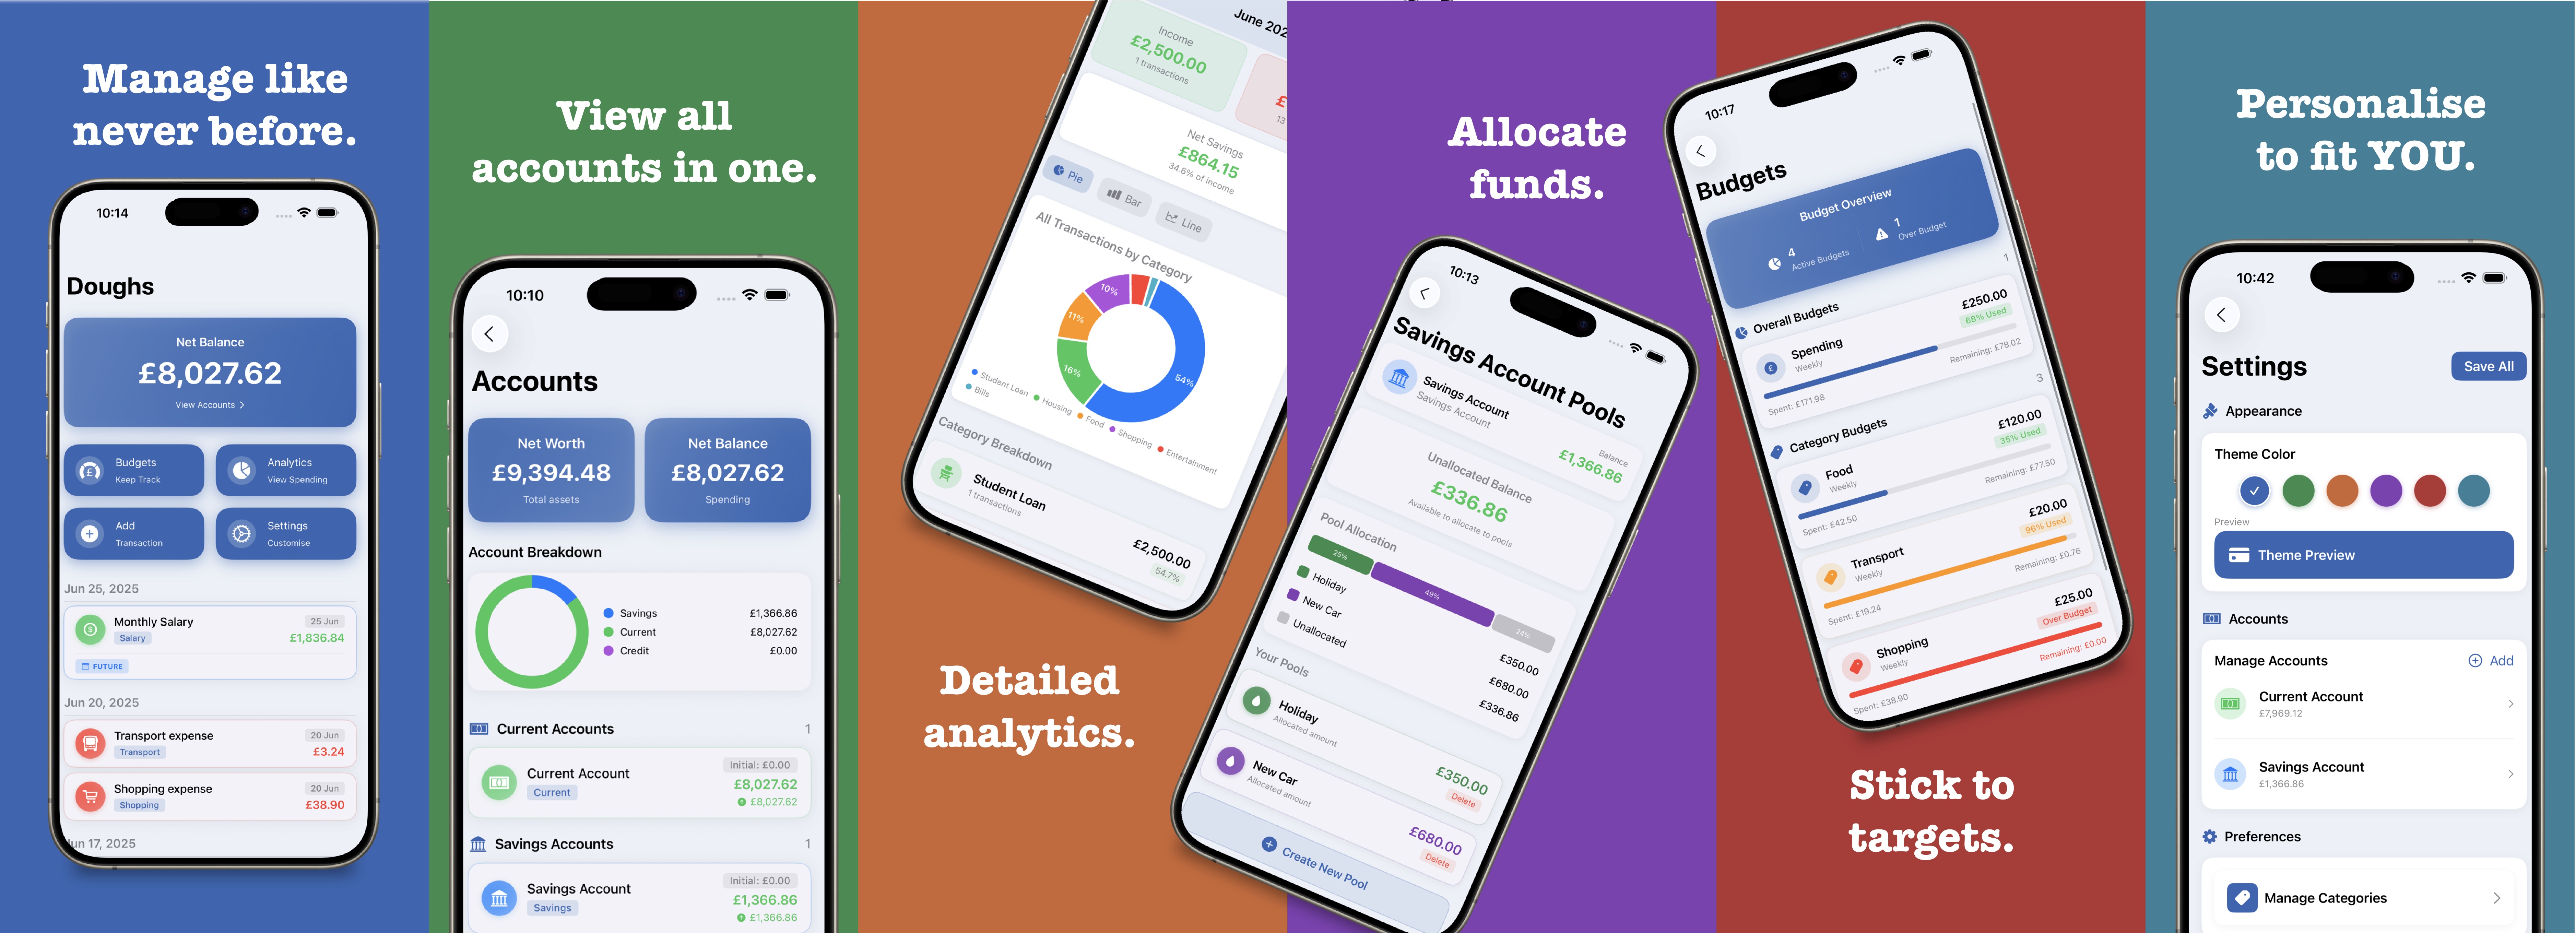 Manage like
never before.
10:14
Doughs
Net Balance
£8,027.62
View Accounts
Budgets
Keep Track
Analytics
View Spending
Add
Transaction
Settings
Customise
Jun 25, 2025
Monthly Salary
25 Jun
Salary
£1,836.84
FUTURE
Jun 20, 2025
Transport expense
20 Jun
Transport
£3.24
Shopping expense
20 Jun
Shopping
£38.90
Jun 17, 2025
View all
accounts in one.
10:10
Accounts
Net Worth
£9,394.48
Total assets
Net Balance
£8,027.62
Spending
Account Breakdown
Savings £1,366.86
Current £8,027.62
Credit £0.00
Current Accounts 1
Current Account
Initial: £0.00
Current
£8,027.62
£8,027.62
Savings Accounts 1
Savings Account
Initial: £0.00
Savings
£1,366.86
£1,366.86
June 202
Income
£2,500.00
1 transactions
£
13
Net Savings
£864.15
34.6% of income
Pie
Bar
Line
All Transactions by Category
10%
11%
16%
54%
Student Loan
Housing
Food
Shopping
Entertainment
Bills
Category Breakdown
Student Loan
1 transactions
£2,500.00
54.7%
Detailed
analytics.
Allocate
funds.
10:13
Savings Account Pools
Savings Account
Savings Account
Balance
£1,366.86
Unallocated Balance
£336.86
Available to allocate to pools
Pool Allocation
25%
49%
24%
Holiday £350.00
New Car £680.00
Unallocated £336.86
Your Pools
Holiday
Allocated amount
£350.00
Delete
New Car
Allocated amount
£680.00
Delete
Create New Pool
10:17
Budgets
Budget Overview
4
Active Budgets
1
Over Budget
Overall Budgets 1
Spending
Weekly
£250.00
68% Used
Spent: £171.98
Remaining: £78.02
Category Budgets 3
Food
Weekly
£120.00
35% Used
Spent: £42.50
Remaining: £77.50
Transport
Weekly
£20.00
96% Used
Spent: £19.24
Remaining: £0.76
Shopping
Weekly
£25.00
Over Budget
Spent: £38.90
Remaining: £0.00
Stick to
targets.
Personalise
to fit YOU.
10:42
Settings
Save All
Appearance
Theme Color
Preview
Theme Preview
Accounts
Manage Accounts
Add
Current Account
£7,969.12
Savings Account
£1,366.86
Preferences
Manage Categories